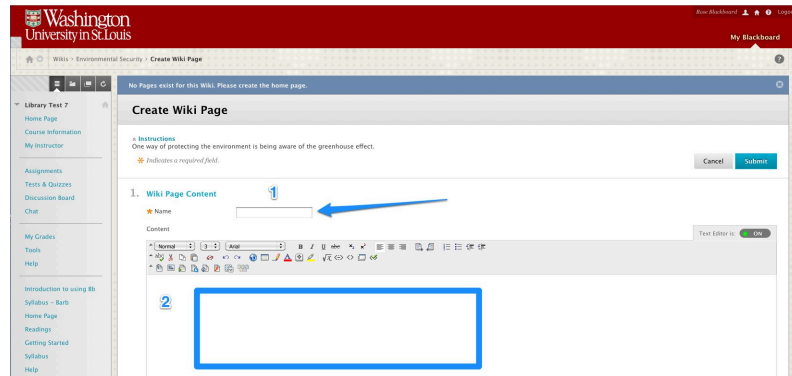 Rose Blackboard
Logou
Washington
University in St.Louis
My Blackboard
Wikis > Environmental Security > Create Wiki Page
No Pages exist for this Wiki. Please create the home page.
Library Test 7
Home Page
Course Information
My Instructor
Assignments
Tests & Quizzes
Discussion Board
Chat
My Grades
Tools
Help
Introduction to using Bb
Syllabus - Barb
Home Page
Readings
Getting Started
Syllabus
Help
Create Wiki Page
Instructions
One way of protecting the environment is being aware of the greenhouse effect.
Indicates a required field.
Cancel Submit
1. Wiki Page Content
1
Name
Content
Text Editor is: ON
Normal 3 Arial B I U abc
2